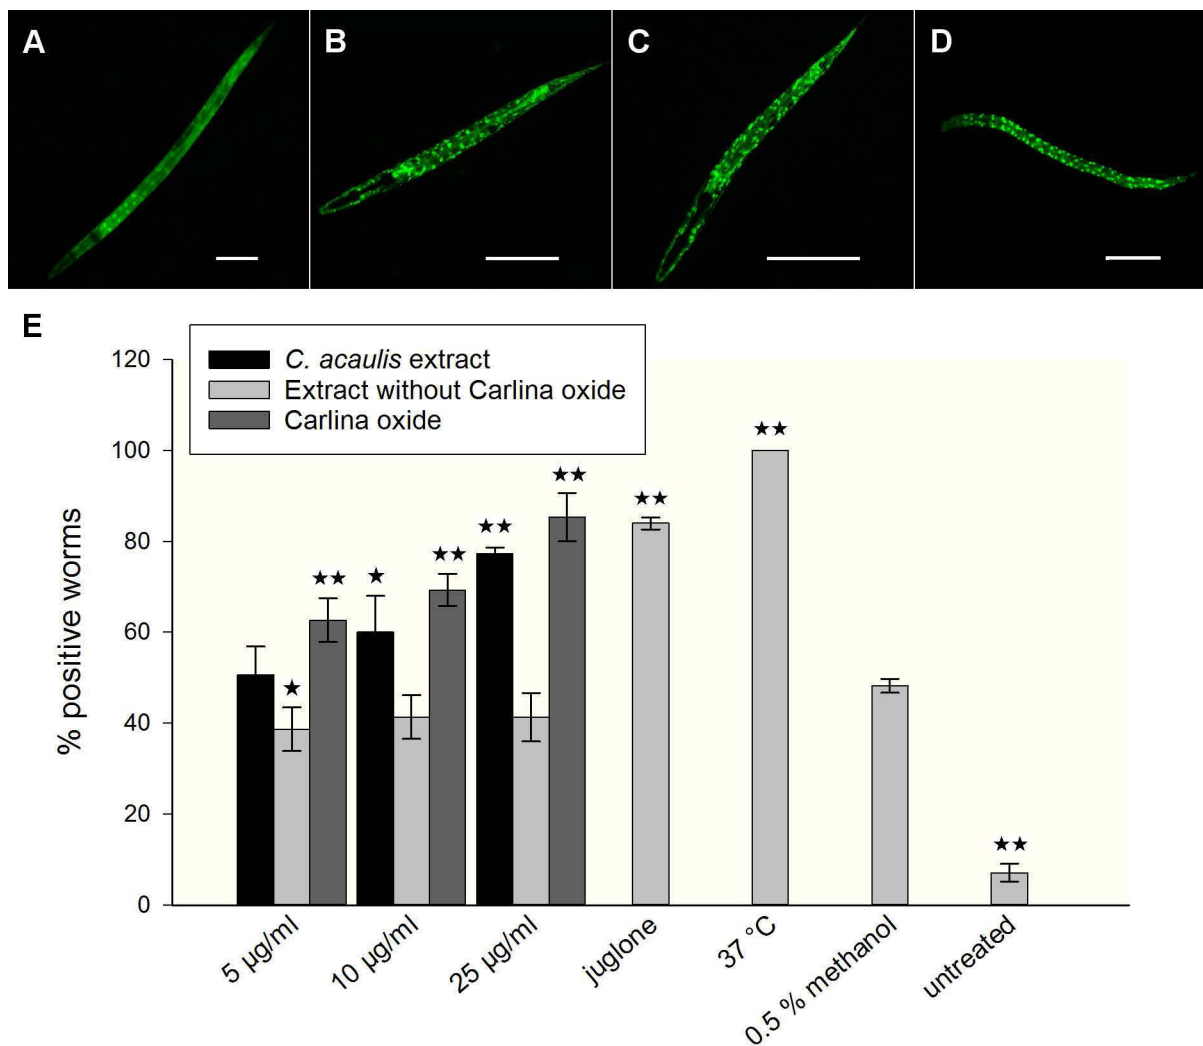 A
B
C
D
E
C. acaulis extract
Extract without Carlina oxide
Carlina oxide
% positive worms
120
100
80
60
40
20
0
★
★★
★
★★
★★
★★
★★
★★
★★
5 µg/ml
10 µg/ml
25 µg/ml
juglone
37 °C
0.5 % methanol
untreated